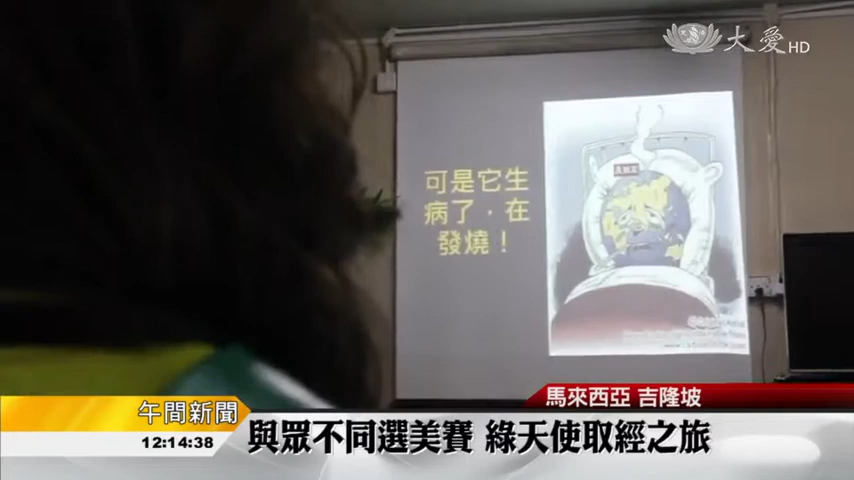 大愛HD
可是它生
病了，在
發燒！
馬來西亞 吉隆坡
午間新聞
12:14:38
與眾不同選美賽 綠天使取經之旅